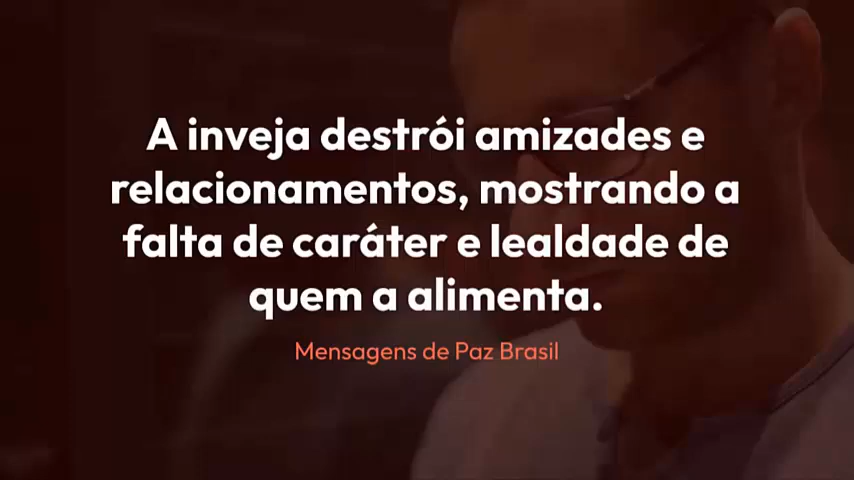 A inveja destrói amizades e
relacionamentos, mostrando a
falta de caráter e lealdade de
quem a alimenta.
Mensagens de Paz Brasil